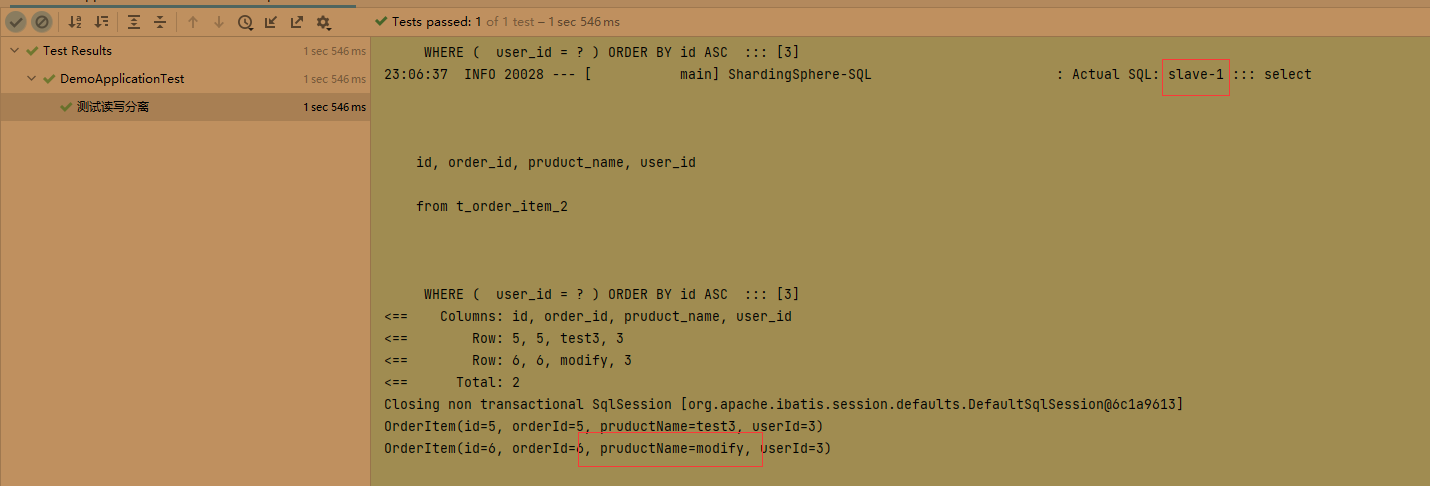 Tests passed: 1 of 1 test – 1 sec 546 ms
Test Results 1 sec 546 ms
DemoApplicationTest 1 sec 546 ms
测试读写分离 1 sec 546 ms
WHERE (  user_id = ? ) ORDER BY id ASC  ::: [3]
23:06:37  INFO 20028 --- [           main] ShardingSphere-SQL                       : Actual SQL: slave-1 ::: select
id, order_id, pruduct_name, user_id
from t_order_item_2
WHERE (  user_id = ? ) ORDER BY id ASC  ::: [3]
<==    Columns: id, order_id, pruduct_name, user_id
<==        Row: 5, 5, test3, 3
<==        Row: 6, 6, modify, 3
<==      Total: 2
Closing non transactional SqlSession [org.apache.ibatis.session.defaults.DefaultSqlSession@6c1a9613]
OrderItem(id=5, orderId=5, pruductName=test3, userId=3)
OrderItem(id=6, orderId=6, pruductName=modify, userId=3)